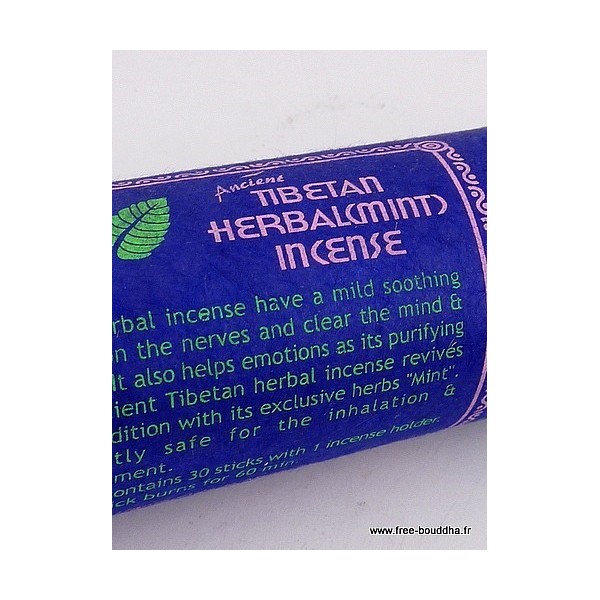 Ancient
TIBETAN
HERBAL(MINT)
INCENSE
rbal incense have a mild soothing
n the nerves and clear the mind &
It also helps emotions as its purifying
ient Tibetan herbal incense revives
dition with its exclusive herbs "Mint".
tly safe for the inhalation &
ment.
ontains 30 sticks with 1 incense holder.
ck burns for 60 min
www.free-bouddha.fr